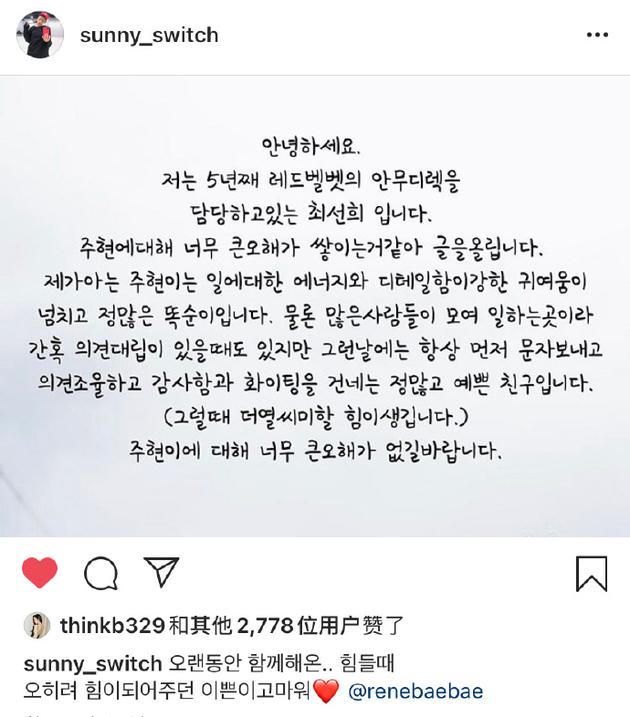 sunny_switch
안녕하세요.
저는 5년째 레드벨벳의 안무디렉을
담당하고있는 최선희 입니다.
주현에대해 너무 큰오해가 쌓이는거같아 글을올립니다.
제가아는 주현이는 일에대한 에너지와 디테일함이강한 귀여움이
넘치고 정많은 똑순이입니다. 물론 많은사람들이 모여 일하는곳이라
간혹 의견대립이 있을때도 있지만 그런날에는 항상 먼저 문자보내고
의견조율하고 감사함과 화이팅을 건네는 정많고 예쁜 친구입니다.
(그럴때 더열씨미할 힘이생깁니다.)
주현이에 대해 너무 큰오해가 없길바랍니다.
thinkb329和其他 2,778 位用户赞了
sunny_switch 오랜동안 함께해온.. 힘들때
오히려 힘이되어주던 이쁜이고마워❤️ @renebaebae